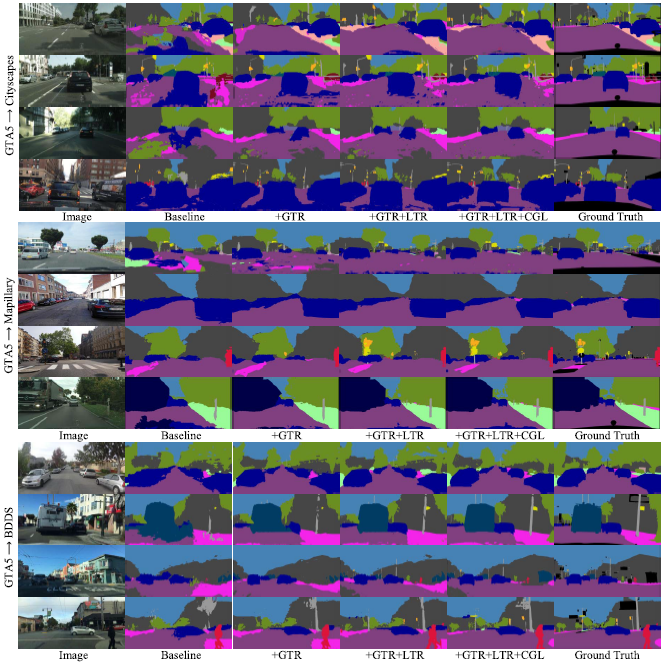 GTA5 → Cityscapes
Image Baseline +GTR +GTR+LTR +GTR+LTR+CGL Ground Truth
GTA5 → Mapillary
Image Baseline +GTR +GTR+LTR +GTR+LTR+CGL Ground Truth
GTA5 → BDDS
Image Baseline +GTR +GTR+LTR +GTR+LTR+CGL Ground Truth